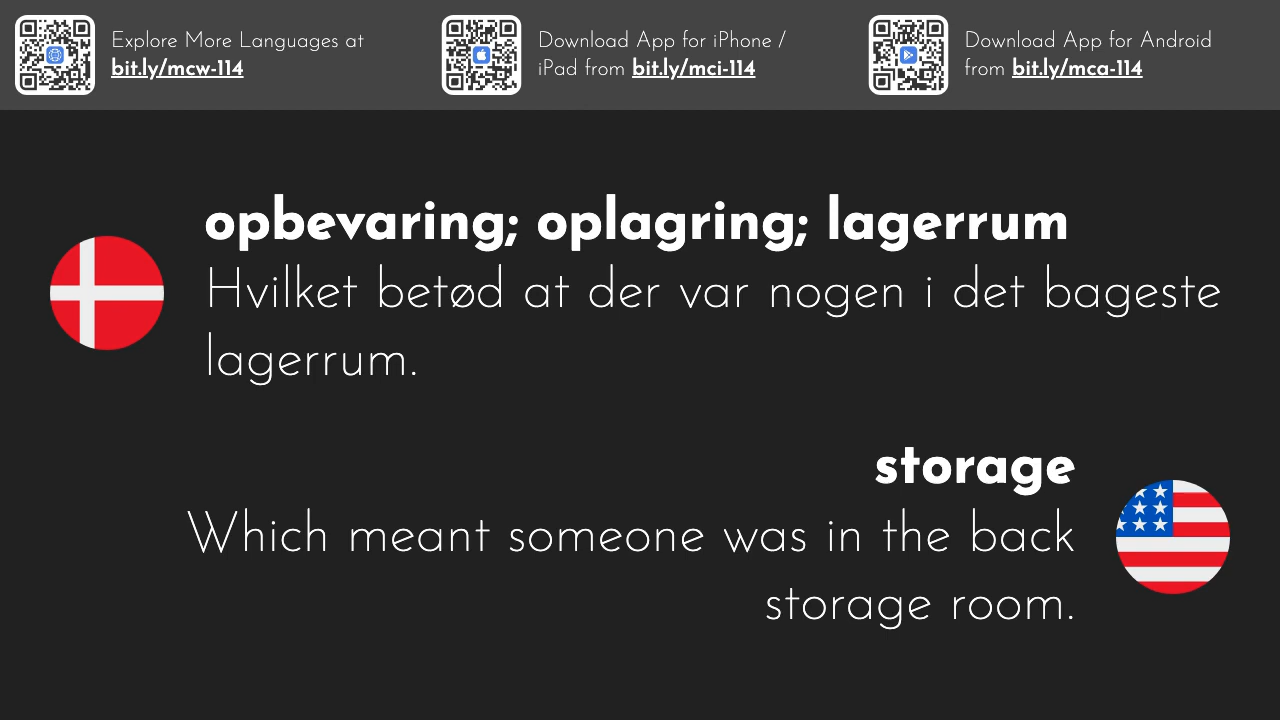 Explore More Languages at
bit.ly/mcw-114
Download App for iPhone /
iPad from bit.ly/mci-114
Download App for Android
from bit.ly/mca-114
opbevaring; oplagring; lagerrum
Hvilket betød at der var nogen i det bageste
lagerrum.
storage
Which meant someone was in the back
storage room.